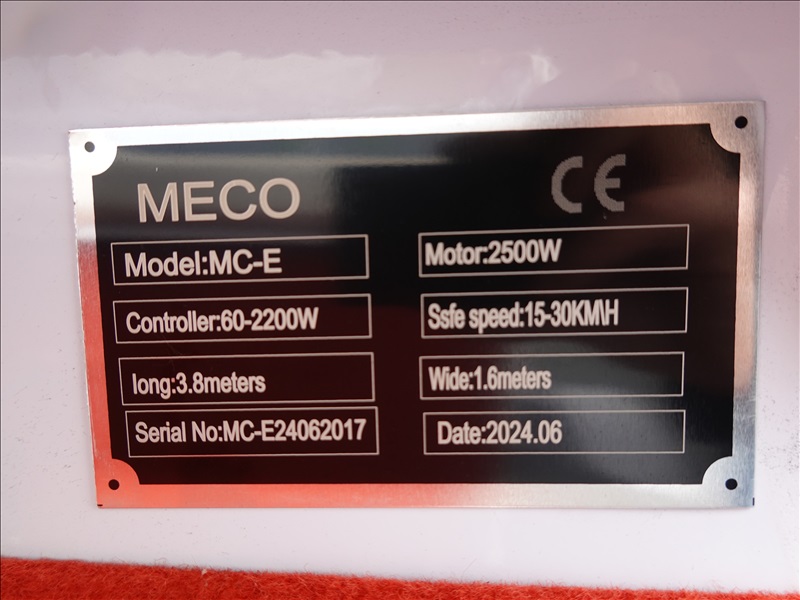 MECO CE
Model:MC-E
Motor:2500W
Controller:60-2200W
Ssfe speed:15-30KM\H
long:3.8meters
Wide:1.6meters
Serial No:MC-E24062017
Date:2024.06